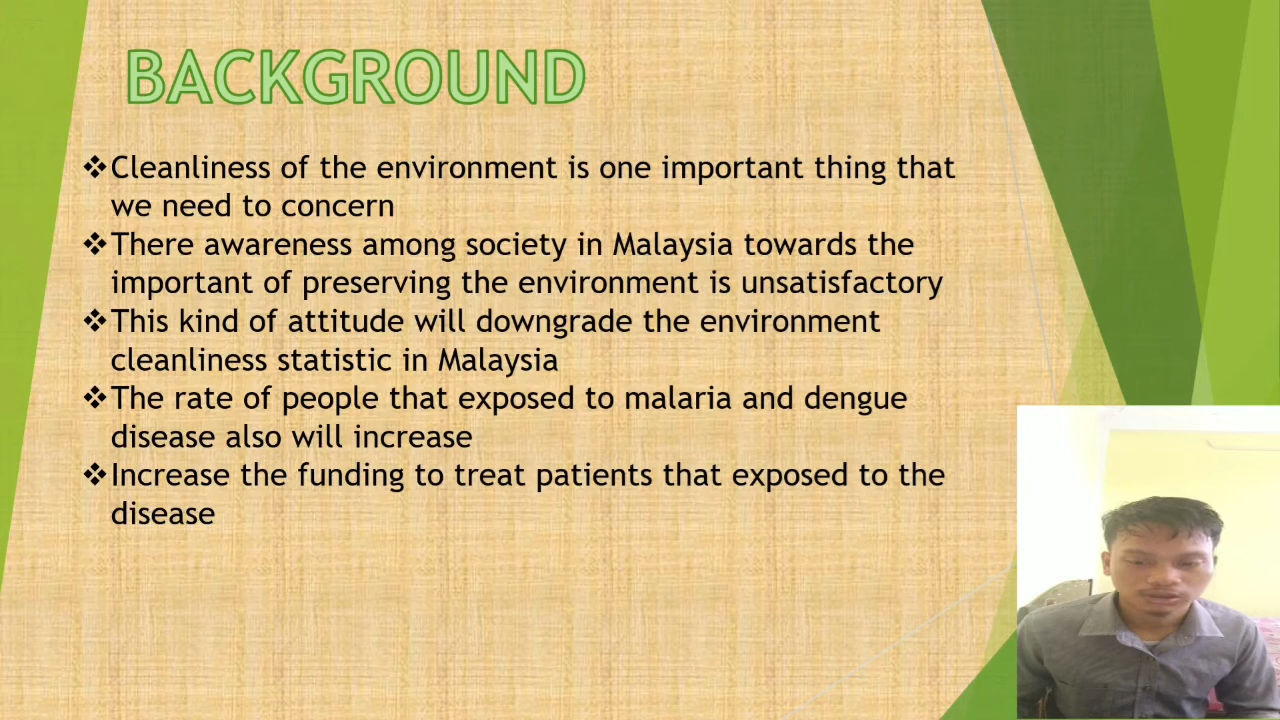 BACKGROUND
❖Cleanliness of the environment is one important thing that
we need to concern
❖There awareness among society in Malaysia towards the
important of preserving the environment is unsatisfactory
❖This kind of attitude will downgrade the environment
cleanliness statistic in Malaysia
❖The rate of people that exposed to malaria and dengue
disease also will increase
❖Increase the funding to treat patients that exposed to the
disease